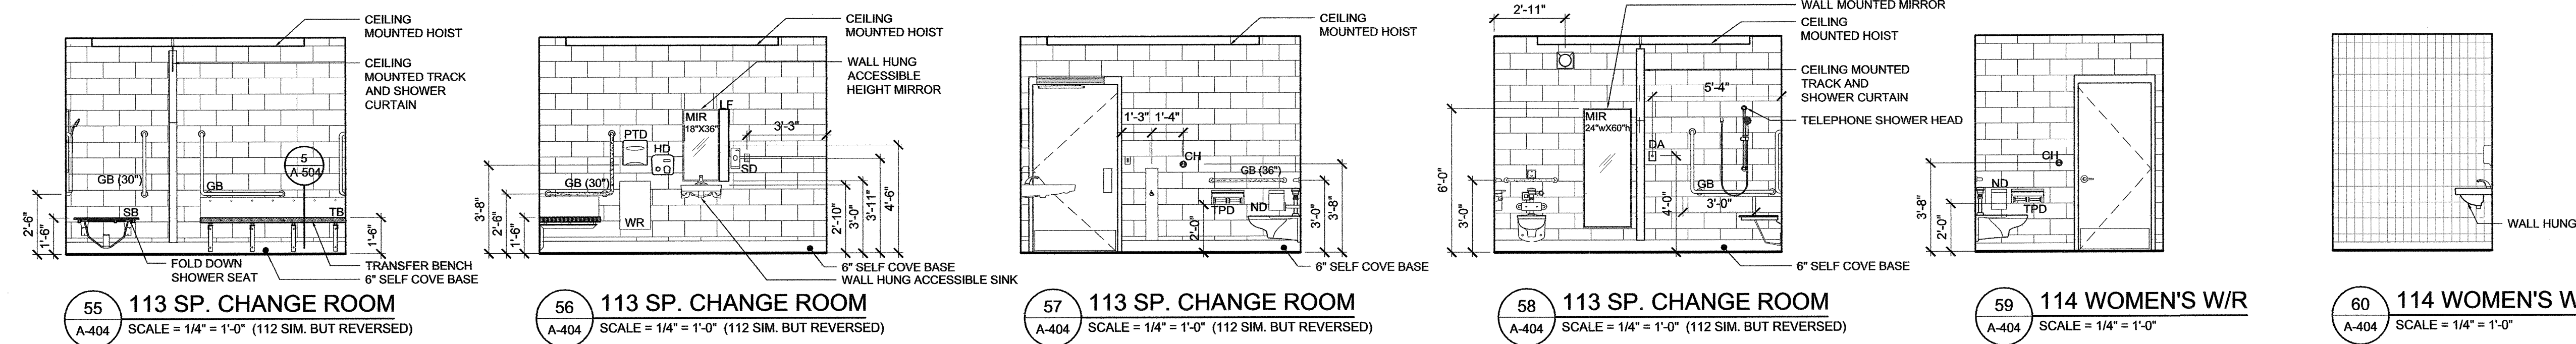 CEILING
MOUNTED HOIST
CEILING
MOUNTED TRACK
AND SHOWER
CURTAIN
GB (30")
GB
5
A-504
SB
TB
2'-6"
1'-6"
1'-6"
FOLD DOWN
SHOWER SEAT
TRANSFER BENCH
6" SELF COVE BASE
55
A-404
113 SP. CHANGE ROOM
SCALE = 1/4" = 1'-0" (112 SIM. BUT REVERSED)
CEILING
MOUNTED HOIST
WALL HUNG
ACCESSIBLE
HEIGHT MIRROR
LF
MIR
18"X36"
PTD
HD
3'-3"
SD
GB (30")
WR
3'-8"
2'-6"
1'-6"
2'-10"
3'-0"
3'-11"
4'-6"
6" SELF COVE BASE
WALL HUNG ACCESSIBLE SINK
56
A-404
113 SP. CHANGE ROOM
SCALE = 1/4" = 1'-0" (112 SIM. BUT REVERSED)
CEILING
MOUNTED HOIST
1'-3"
1'-4"
CH
GB (36")
TPD
ND
2'-0"
3'-0"
3'-8"
6" SELF COVE BASE
57
A-404
113 SP. CHANGE ROOM
SCALE = 1/4" = 1'-0" (112 SIM. BUT REVERSED)
2'-11"
WALL MOUNTED MIRROR
CEILING
MOUNTED HOIST
CEILING MOUNTED
TRACK AND
SHOWER CURTAIN
5'-4"
TELEPHONE SHOWER HEAD
MIR
24"wX60"h
DA
GB
6'-0"
3'-0"
4'-0"
3'-0"
6" SELF COVE BASE
58
A-404
113 SP. CHANGE ROOM
SCALE = 1/4" = 1'-0" (112 SIM. BUT REVERSED)
CH
ND
TPD
3'-8"
2'-0"
59
A-404
114 WOMEN'S W/R
SCALE = 1/4" = 1'-0"
WALL HUNG
60
A-404
114 WOMEN'S W
SCALE = 1/4" = 1'-0"